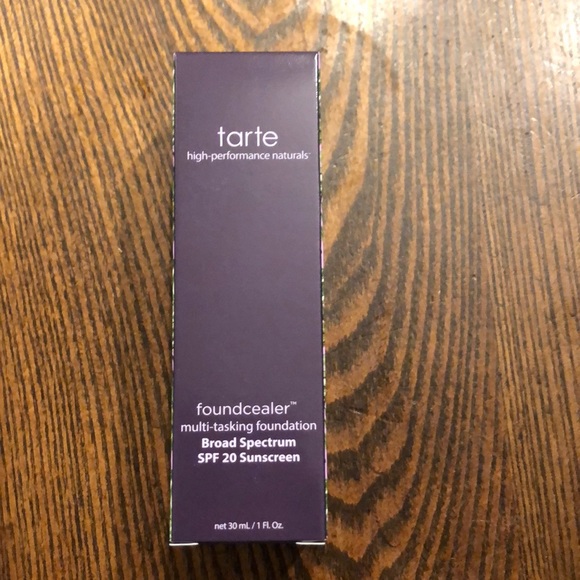 tarte
high-performance naturals™
foundcealer™
multi-tasking foundation
Broad Spectrum
SPF 20 Sunscreen
net 30 mL / 1 Fl. Oz.